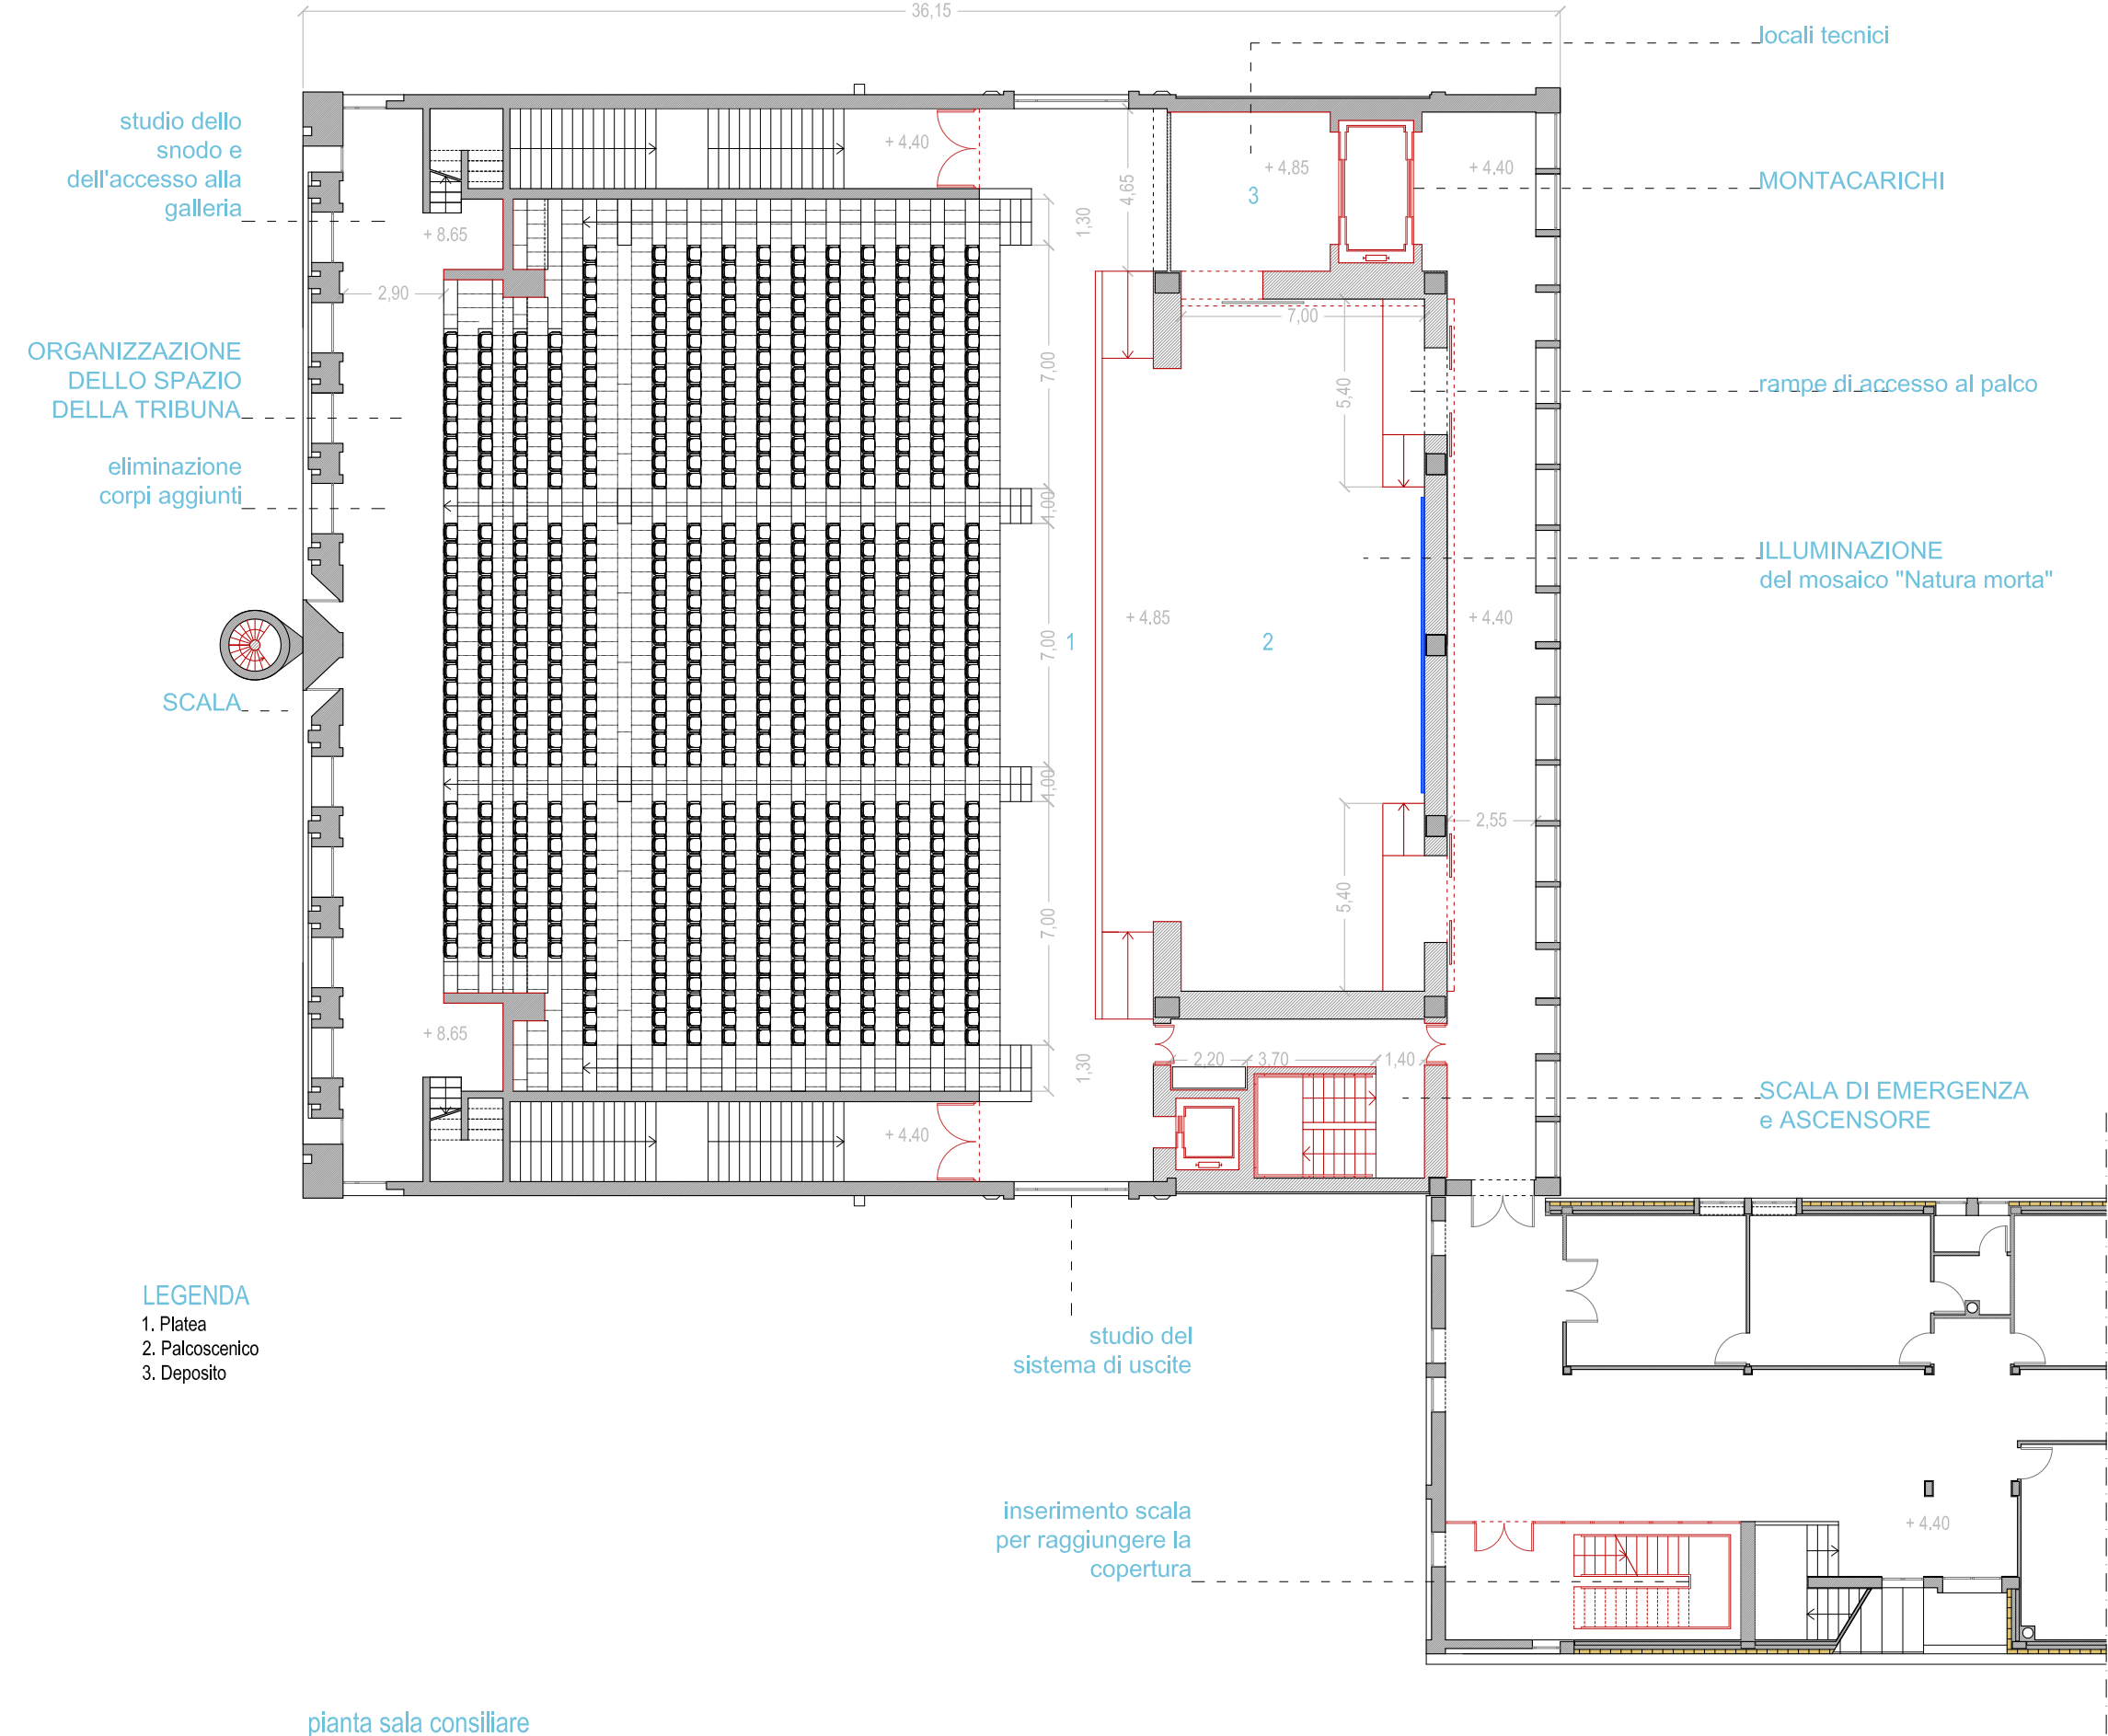 36,15
locali tecnici
studio dello
snodo e
dell'accesso alla
galleria
+ 4.40
+ 4.85
+ 4.40
MONTACARICHI
3
4,65
1,30
+ 8.65
2,90
7,00
ORGANIZZAZIONE
DELLO SPAZIO
DELLA TRIBUNA
7,00
5,40
rampe di accesso al palco
eliminazione
corpi aggiunti
1,00
ILLUMINAZIONE
del mosaico "Natura morta"
+ 4.85
+ 4.40
1
2
7,00
SCALA
1,00
2,55
5,40
7,00
+ 8.65
1,30
2,20
3,70
1,40
SCALA DI EMERGENZA
e ASCENSORE
+ 4.40
LEGENDA
1. Platea
2. Palcoscenico
3. Deposito
studio del
sistema di uscite
inserimento scala
per raggiungere la
copertura
+ 4.40
pianta sala consiliare